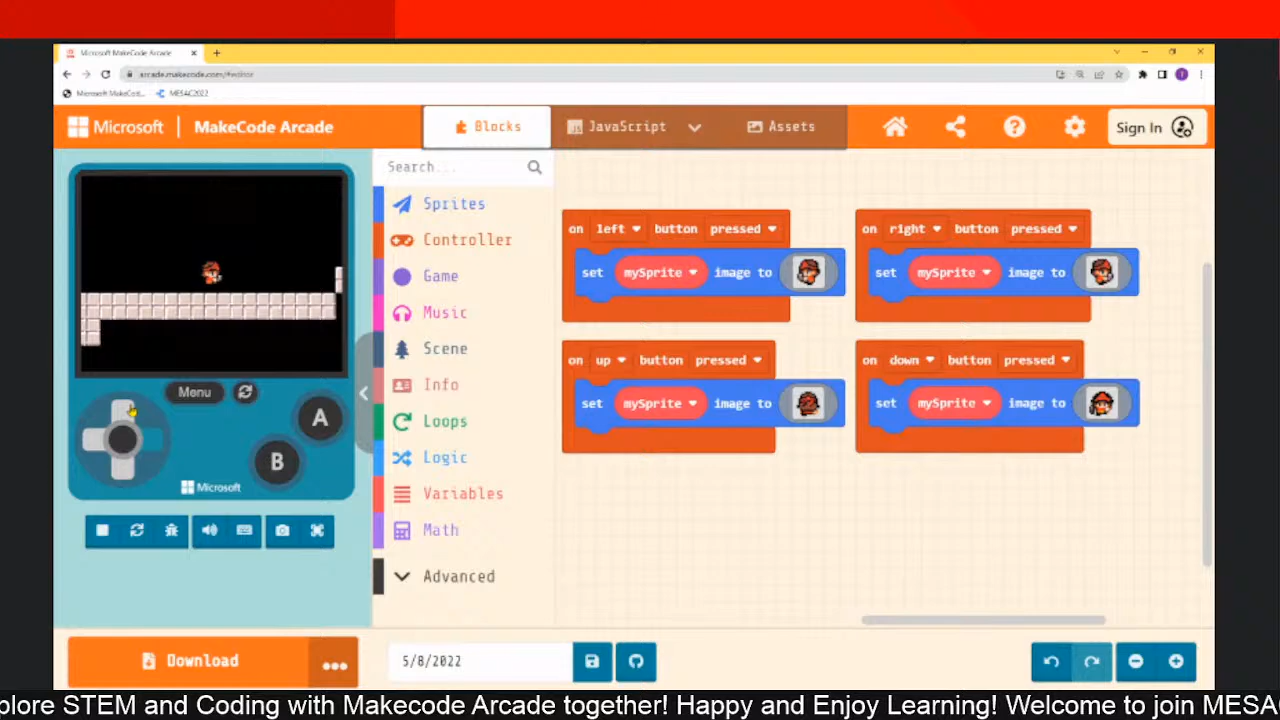 Microsoft MakeCode Arcade
arcade.makecode.com/#editor
Microsoft MakeCod...
MESAC2022
Microsoft
MakeCode Arcade
Blocks
JavaScript
Assets
Sign In
Search...
Sprites
Controller
Game
Music
Scene
Info
Loops
Logic
Variables
Math
Advanced
Menu
A
B
Microsoft
on left button pressed
set mySprite image to
on right button pressed
set mySprite image to
on up button pressed
set mySprite image to
on down button pressed
set mySprite image to
Download
5/8/2022
plore STEM and Coding with Makecode Arcade together! Happy and Enjoy Learning! Welcome to join MESA